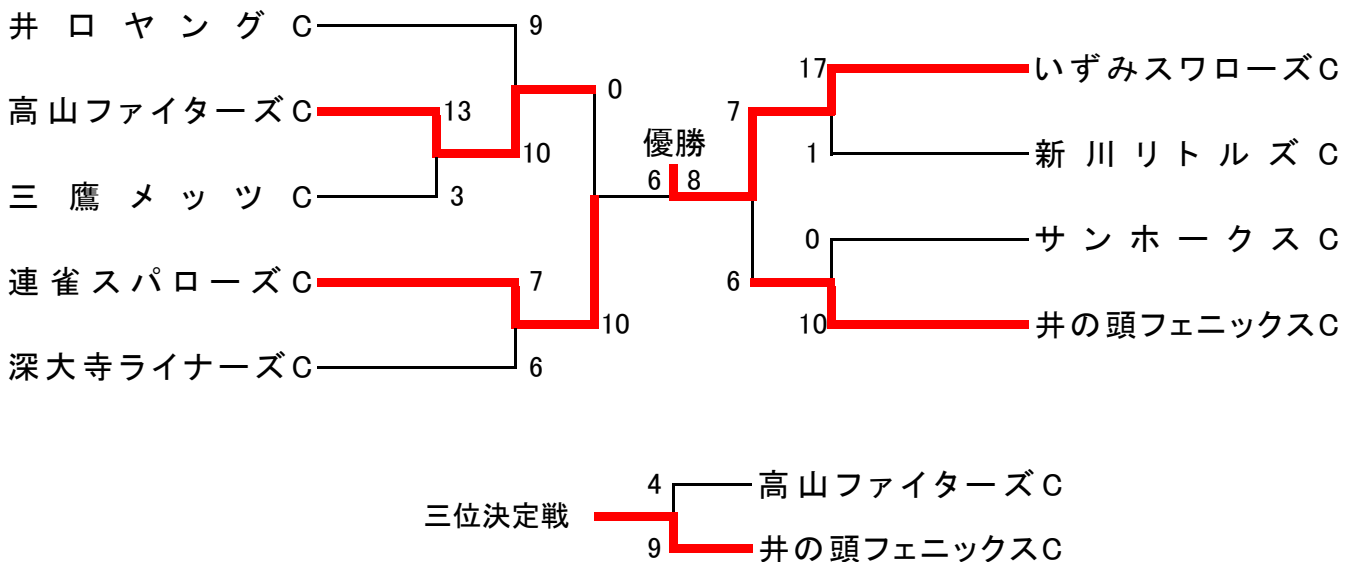 井口ヤングC
9
高山ファイターズC
13
10
三鷹メッツC
3
0
連雀スパローズC
7
10
深大寺ライナーズC
6
優勝
6 8
17
いずみスワローズC
7
1
新川リトルズC
0
サンホークスC
6
10
井の頭フェニックスC
三位決定戦
4
高山ファイターズC
9
井の頭フェニックスC